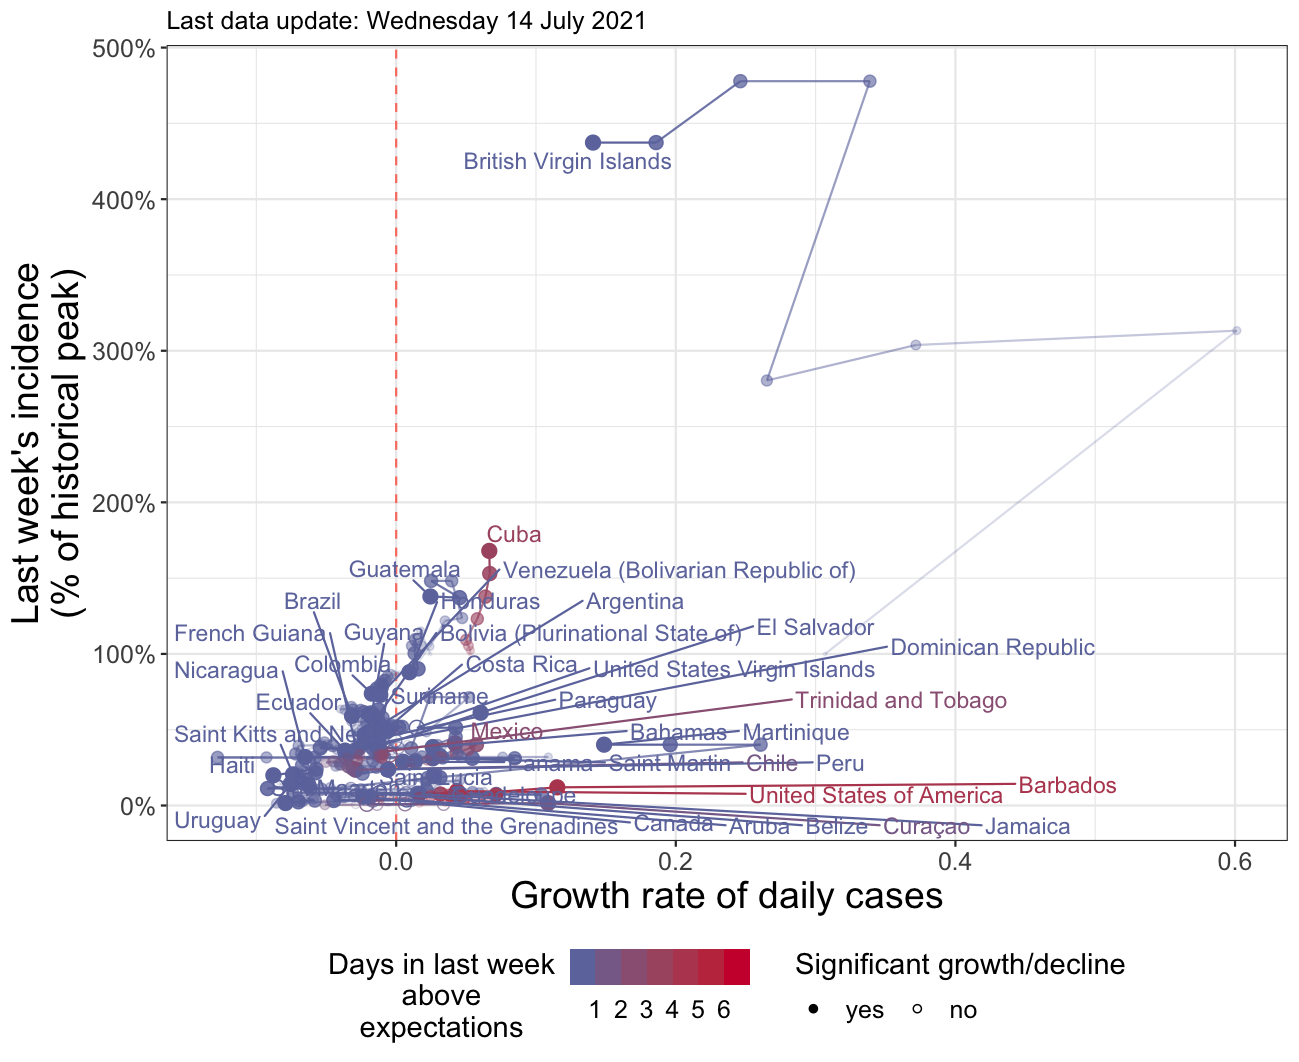 Last data update: Wednesday 14 July 2021
500%
400%
300%
200%
100%
0%
Last week's incidence
(% of historical peak)
British Virgin Islands
Cuba
Guatemala
Venezuela (Bolivarian Republic of)
Brazil
Honduras
Argentina
French Guiana
Guyana
Bolivia (Plurinational State of)
El Salvador
Dominican Republic
Nicaragua
Colombia
Costa Rica
United States Virgin Islands
Ecuador
Suriname
Paraguay
Trinidad and Tobago
Saint Kitts and
Mexico
Bahamas
Martinique
Haiti
Panama
Saint Martin
Chile
Peru
Saint Lucia
Barbados
United States of America
Uruguay
Saint Vincent and the Grenadines
Canada
Aruba
Belize
Curaçao
Jamaica
0.0
0.2
0.4
0.6
Growth rate of daily cases
Days in last week
above
expectations
1 2 3 4 5 6
Significant growth/decline
yes
no